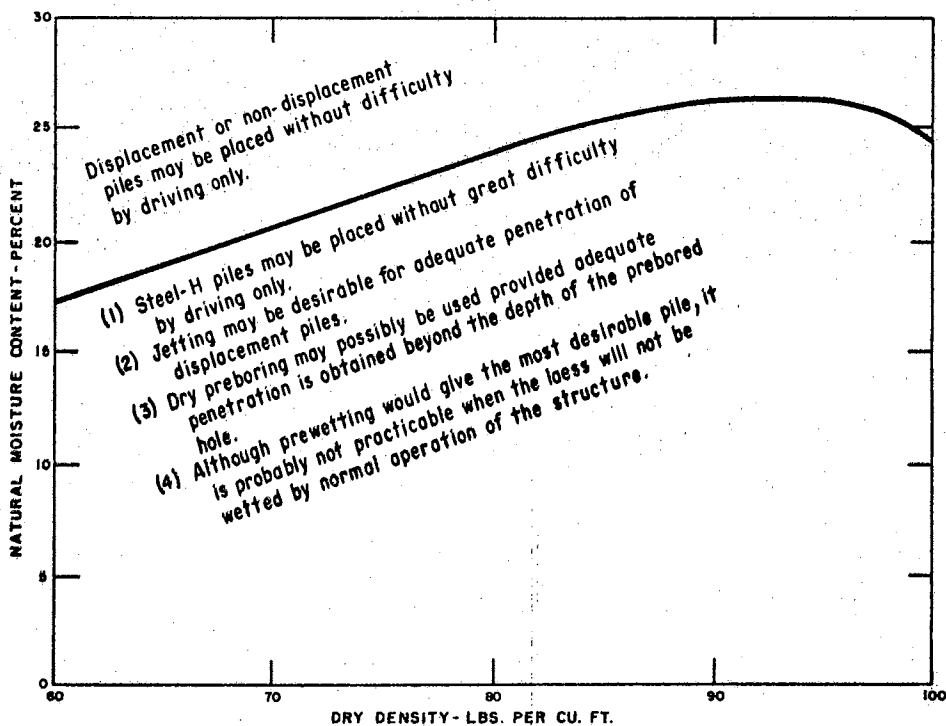 30
25
20
15
10
5
0
NATURAL MOISTURE CONTENT-PERCENT
Displacement or non-displacement
piles may be placed without difficulty
by driving only.
(1) Steel-H piles may be placed without great difficulty
by driving only.
(2) Jetting may be desirable for adequate penetration of
displacement piles.
(3) Dry preboring may possibly be used provided adequate
penetration is obtained beyond the depth of the prebored
hole.
(4) Although prewetting would give the most desirable pile, it
is probably not practicable when the loess will not be
wetted by normal aperation of the structure.
60 70 80 90 100
DRY DENSITY-LBS. PER CU. FT.